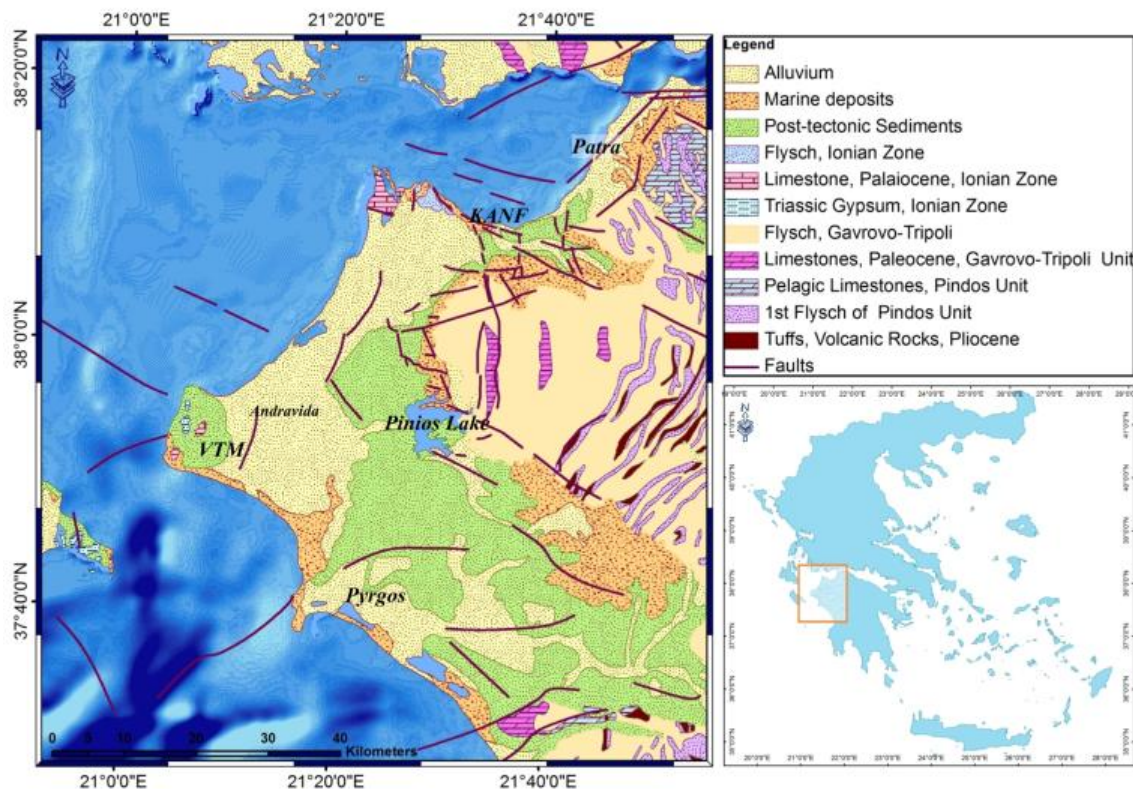 21°0'0"E
21°20'0"E
21°40'0"E
38°20'0"N
38°0'0"N
37°40'0"N
N
Patra
KANF
Andravida
VTM
Pinios Lake
Pyrgos
0 10 20 30 40
Kilometers
21°0'0"E
21°20'0"E
21°40'0"E
Legend
Alluvium
Marine deposits
Post-tectonic Sediments
Flysch, Ionian Zone
Limestone, Palaiocene, Ionian Zone
Triassic Gypsum, Ionian Zone
Flysch, Gavrovo-Tripoli
Limestones, Paleocene, Gavrovo-Tripoli Unit
Pelagic Limestones, Pindos Unit
1st Flysch of Pindos Unit
Tuffs, Volcanic Rocks, Pliocene
Faults
N